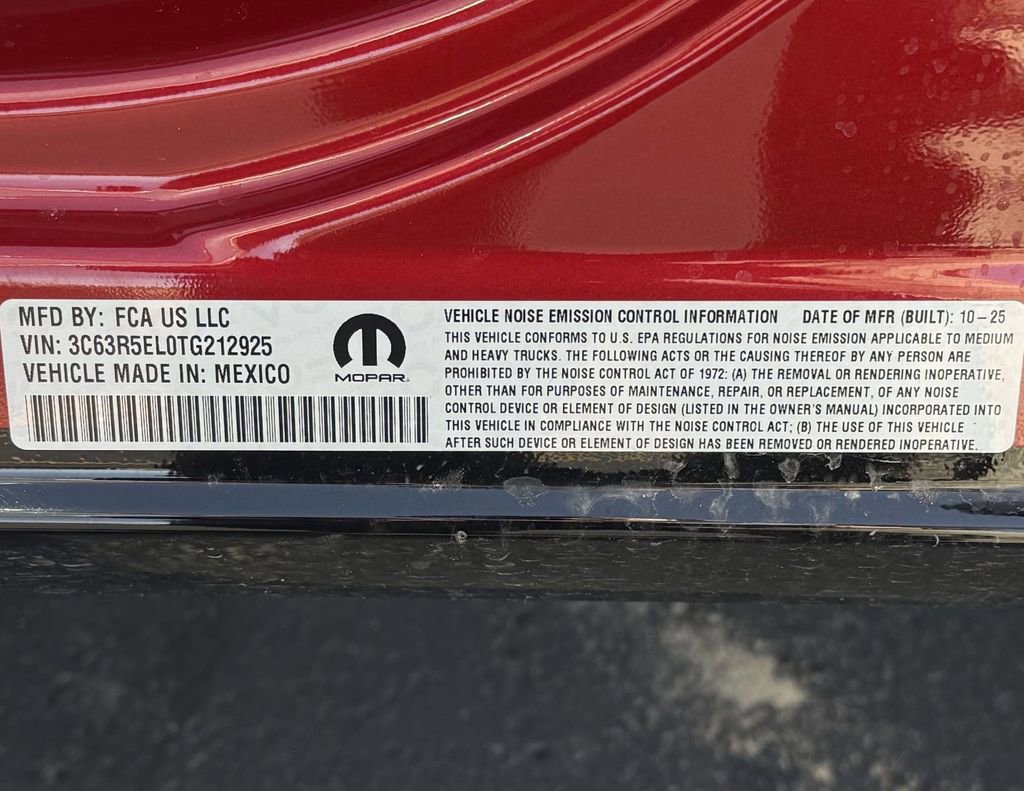 MFD BY: FCA US LLC
VIN: 3C63R5EL0TG212925
VEHICLE MADE IN: MEXICO
MOPAR
VEHICLE NOISE EMISSION CONTROL INFORMATION DATE OF MFR (BUILT): 10-25
THIS VEHICLE CONFORMS TO U.S. EPA REGULATIONS FOR NOISE EMISSION APPLICABLE TO MEDIUM
AND HEAVY TRUCKS. THE FOLLOWING ACTS OR THE CAUSING THEREOF BY ANY PERSON ARE
PROHIBITED BY THE NOISE CONTROL ACT OF 1972: (A) THE REMOVAL OR RENDERING INOPERATIVE,
OTHER THAN FOR PURPOSES OF MAINTENANCE, REPAIR, OR REPLACEMENT, OF ANY NOISE
CONTROL DEVICE OR ELEMENT OF DESIGN (LISTED IN THE OWNER'S MANUAL) INCORPORATED INTO
THIS VEHICLE IN COMPLIANCE WITH THE NOISE CONTROL ACT; (B) THE USE OF THIS VEHICLE
AFTER SUCH DEVICE OR ELEMENT OF DESIGN HAS BEEN REMOVED OR RENDERED INOPERATIVE.